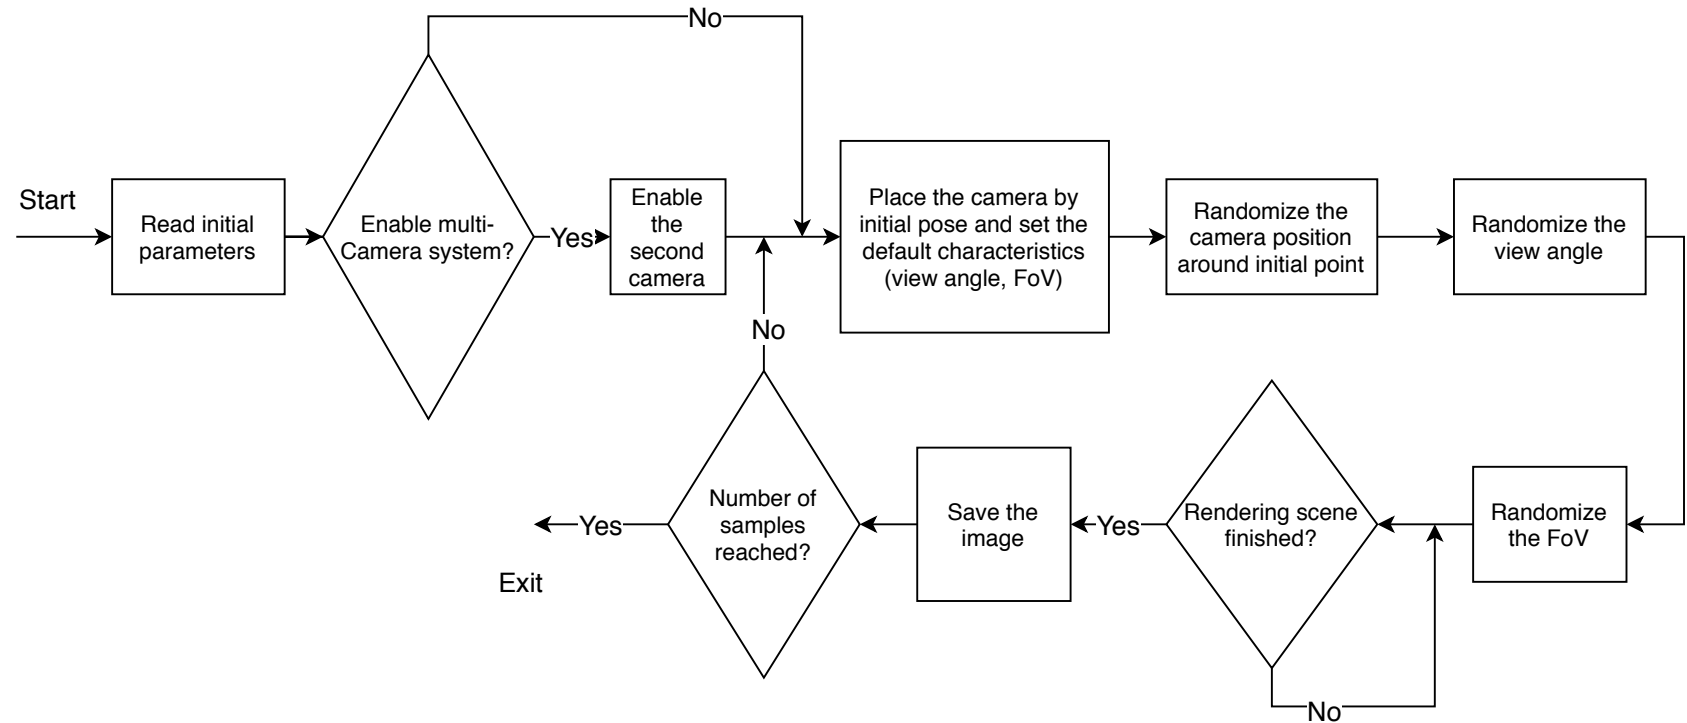 No
Start
Read initial
parameters
Enable multi-
Camera system?
Yes
Enable
the
second
camera
Place the camera by
initial pose and set the
default characteristics
(view angle, FoV)
Randomize the
camera position
around initial point
Randomize the
view angle
No
Randomize
the FoV
Rendering scene
finished?
No
Yes
Save the
image
Number of
samples
reached?
Yes
Exit